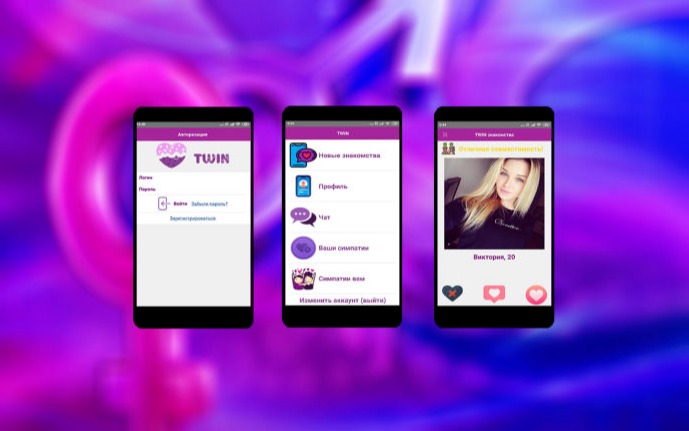 Авторизация
TWIN
Логин
Пароль
Войти Забыли пароль?
Зарегистрироваться
TWIN
Новые знакомства
Профиль
Чат
Ваши симпатии
Симпатии вам
Изменить аккаунт (выйти)
TWIN знакомства
Отличная совместимость!
Виктория, 20